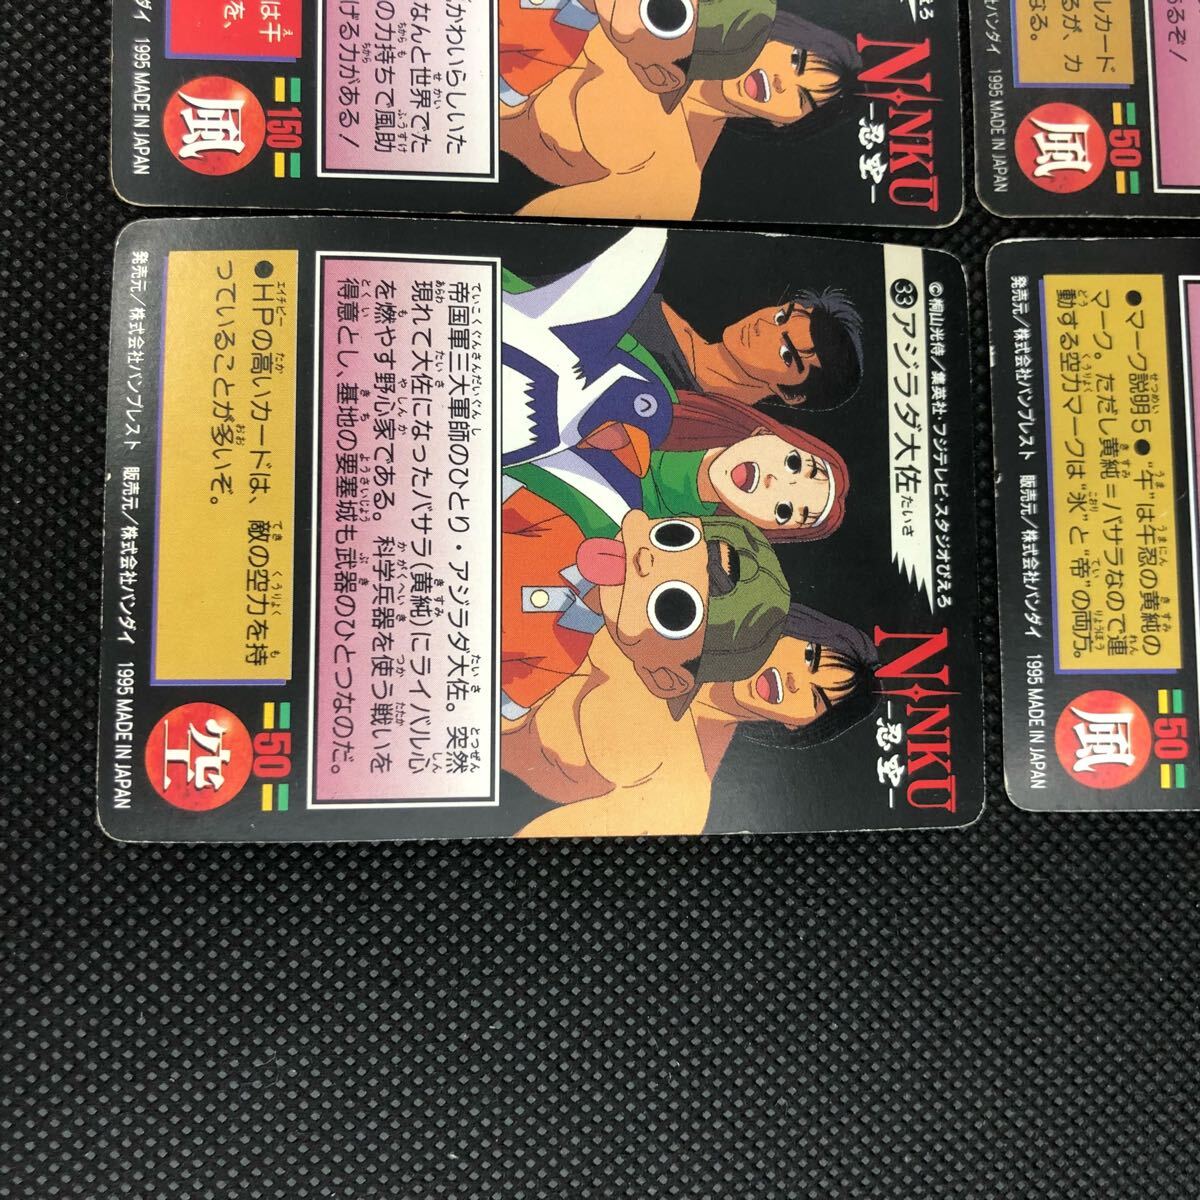 かわいらしいいた
なんと世界でた
の力持ちで風助
げる力がある!
は干
を、
150
風
1995 MADE IN JAPAN
NINKU
-忍空-
ルカード
るが、カ
なる。
あるぞ!
50
風
1995 MADE IN JAPAN
©桐山光侍/集英社・フジテレビ・スタジオぴえろ
33 アジラダ大佐 たいさ
NINKU
-忍空-
帝国軍三大軍師のひとり・アジラダ大佐。突然
現れて大佐になったバサラ(黄純)にライバル心
を燃やす野心家である。科学兵器を使う戦いを
得意とし、基地の要塞城も武器のひとつなのだ。
●HPの高いカードは、敵の空力を持
っていることが多いぞ。
50
空
発売元/株式会社バンプレスト 販売元/株式会社バンダイ 1995 MADE IN JAPAN
●マーク説明5●“午”は午忍の黄純の
マーク。ただし黄純=バサラなので連
動する空力マークは“氷”と“帝”の両方。
50
風
発売元/株式会社バンプレスト 販売元/株式会社バンダイ 1995 MADE IN JAPAN